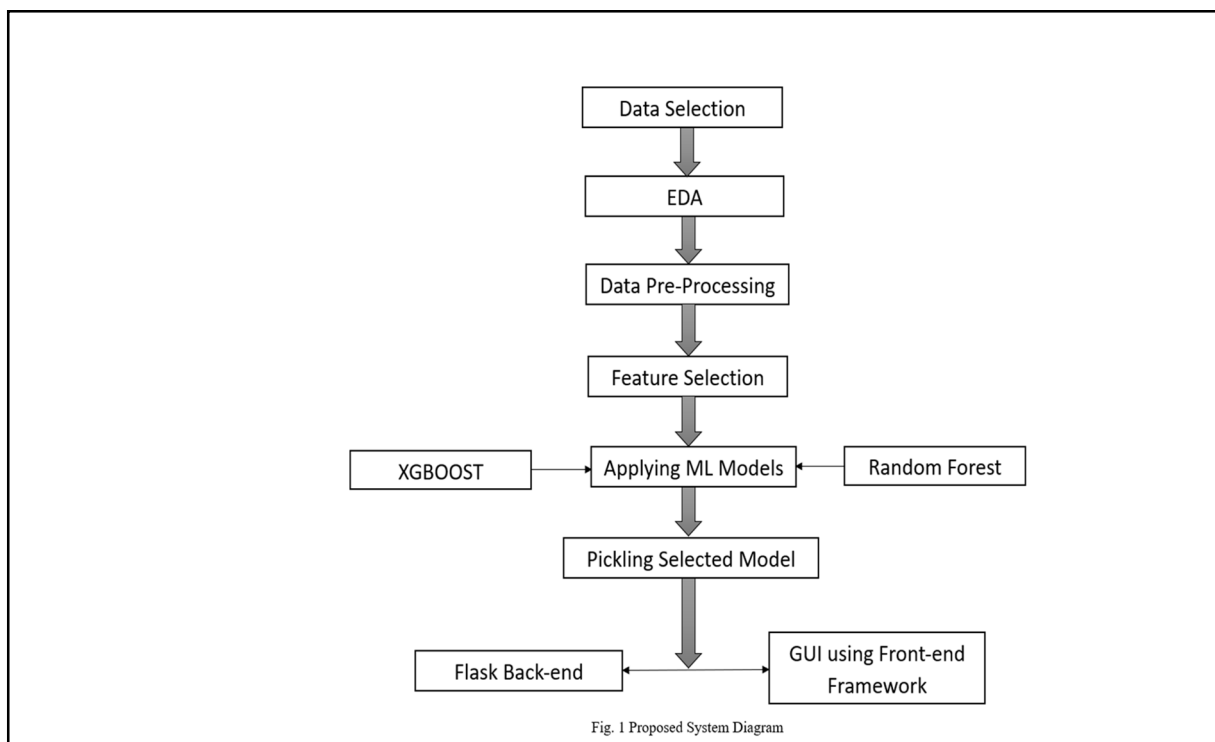 Data Selection
EDA
Data Pre-Processing
Feature Selection
XGBOOST
Applying ML Models
Random Forest
Pickling Selected Model
Flask Back-end
GUI using Front-end
Framework
Fig. 1 Proposed System Diagram